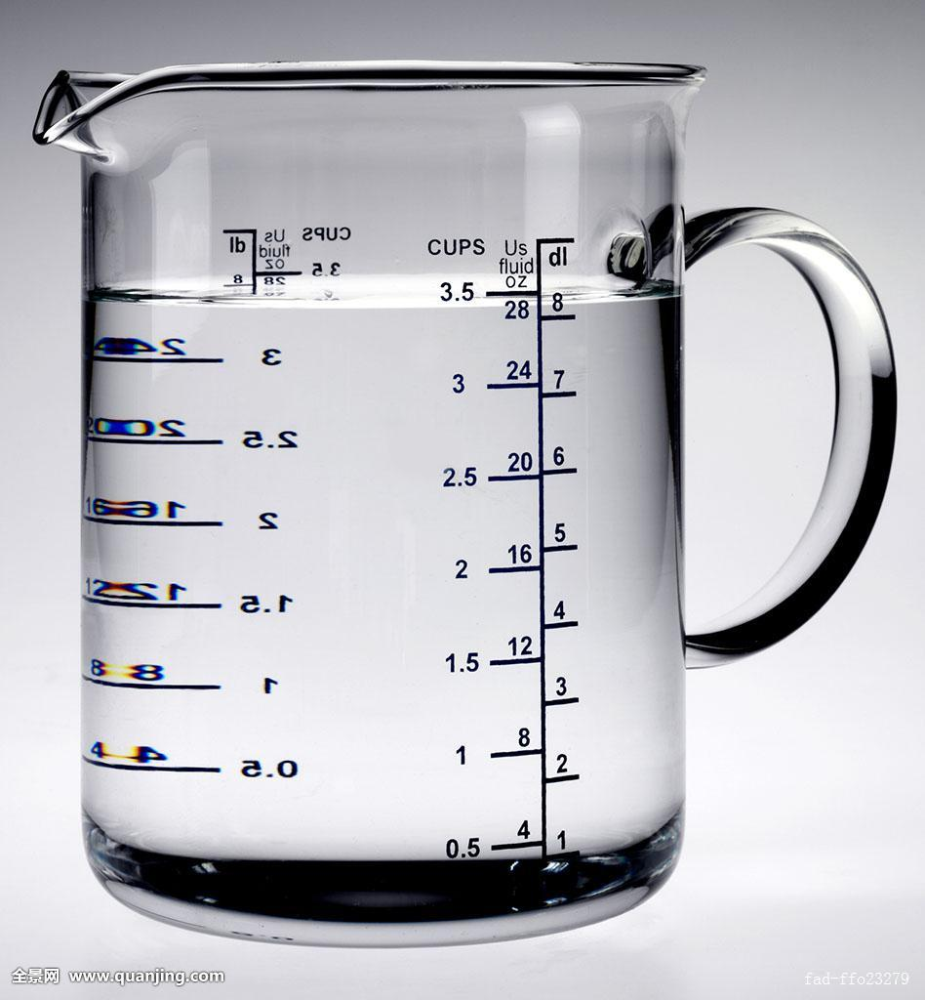 CUPS Us fluid oz dl
3.5 28 8
3 24 7
2.5 20 6
2 16 5
4
1.5 12
3
1 8
2
0.5 4 1
dl Us fluid oz CUPS
8 28 3.5
24 3
20 2.5
16 2
12 1.5
8 1
4 0.5
全景网 www.quanjing.com
fad-ffo23279